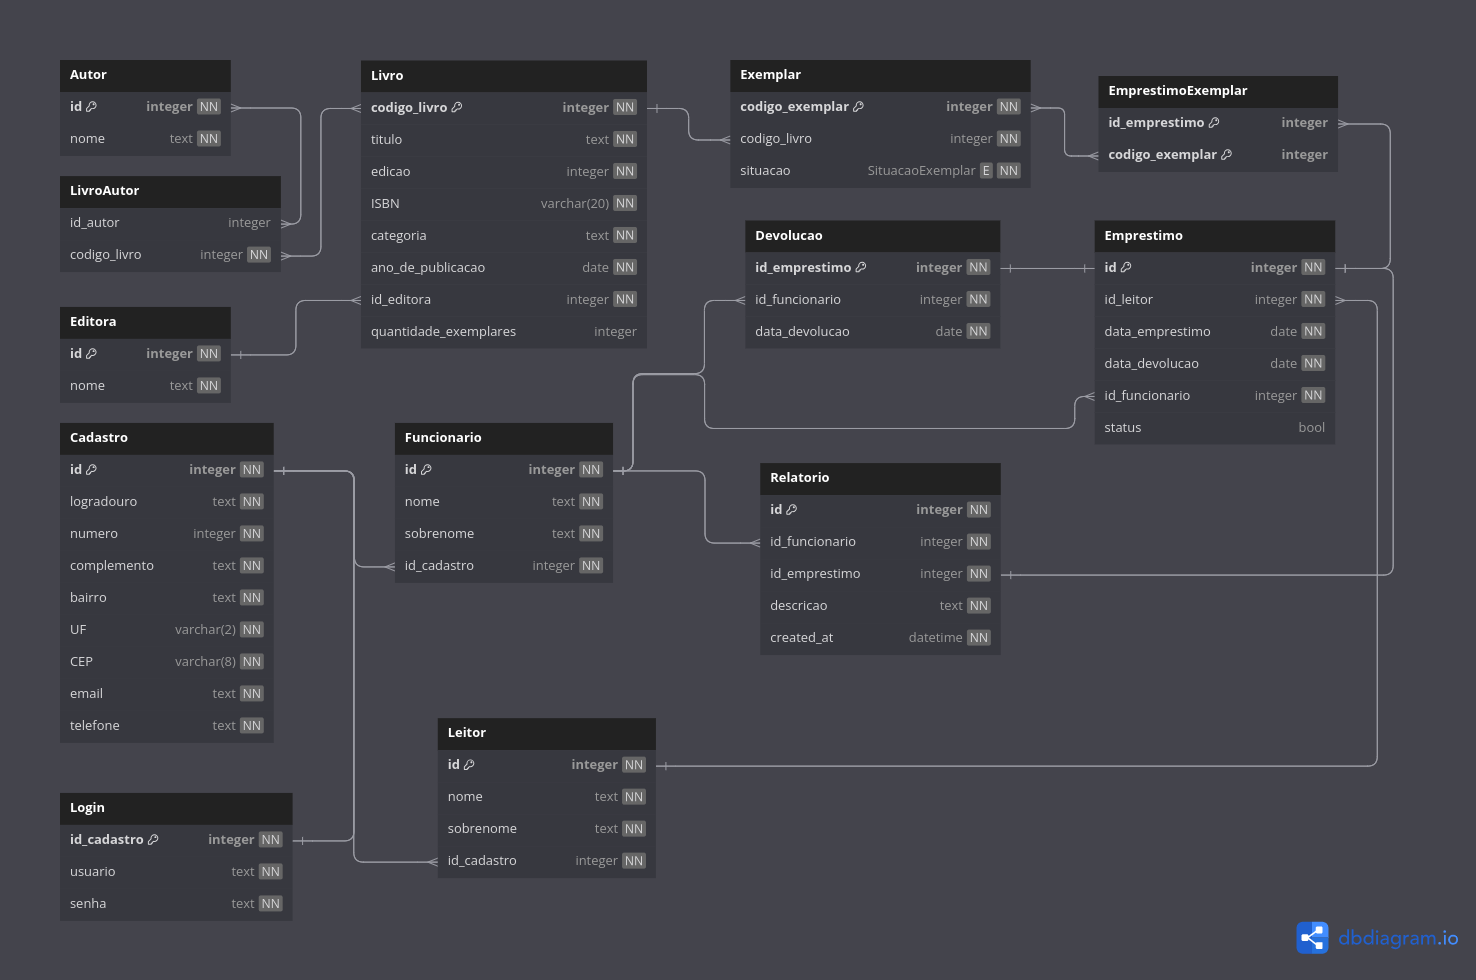 Autor
id integer NN
nome text NN
LivroAutor
id_autor integer
codigo_livro integer NN
Editora
id integer NN
nome text NN
Cadastro
id integer NN
logradouro text NN
numero integer NN
complemento text NN
bairro text NN
UF varchar(2) NN
CEP varchar(8) NN
email text NN
telefone text NN
Login
id_cadastro integer NN
usuario text NN
senha text NN
Livro
codigo_livro integer NN
titulo text NN
edicao integer NN
ISBN varchar(20) NN
categoria text NN
ano_de_publicacao date NN
id_editora integer NN
quantidade_exemplares integer
Funcionario
id integer NN
nome text NN
sobrenome text NN
id_cadastro integer NN
Leitor
id integer NN
nome text NN
sobrenome text NN
id_cadastro integer NN
Exemplar
codigo_exemplar integer NN
codigo_livro integer NN
situacao SituacaoExemplar E NN
Devolucao
id_emprestimo integer NN
id_funcionario integer NN
data_devolucao date NN
Relatorio
id integer NN
id_funcionario integer NN
id_emprestimo integer NN
descricao text NN
created_at datetime NN
EmprestimoExemplar
id_emprestimo integer
codigo_exemplar integer
Emprestimo
id integer NN
id_leitor integer NN
data_emprestimo date NN
data_devolucao date NN
id_funcionario integer NN
status bool
dbdiagram.io